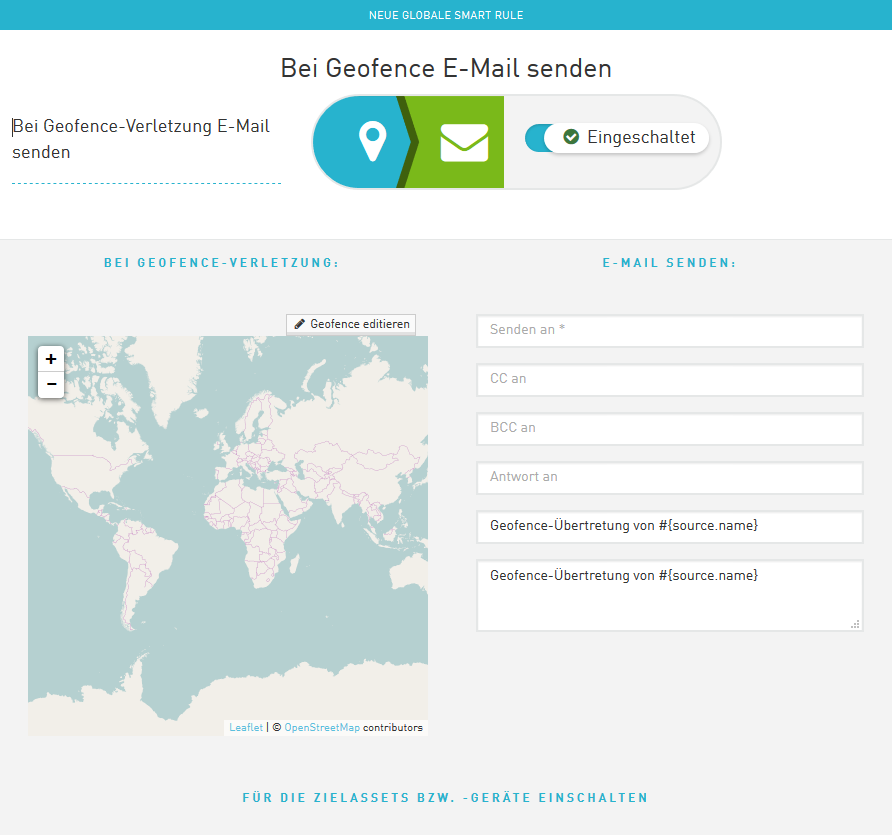 NEUE GLOBALE SMART RULE
Bei Geofence E-Mail senden
Bei Geofence-Verletzung E-Mail
senden
Eingeschaltet
BEI GEOFENCE-VERLETZUNG:
Geofence editieren
+
−
Leaflet | © OpenStreetMap contributors
E-MAIL SENDEN:
Senden an *
CC an
BCC an
Antwort an
Geofence-Übertretung von #{source.name}
Geofence-Übertretung von #{source.name}
FÜR DIE ZIELASSETS BZW. -GERÄTE EINSCHALTEN